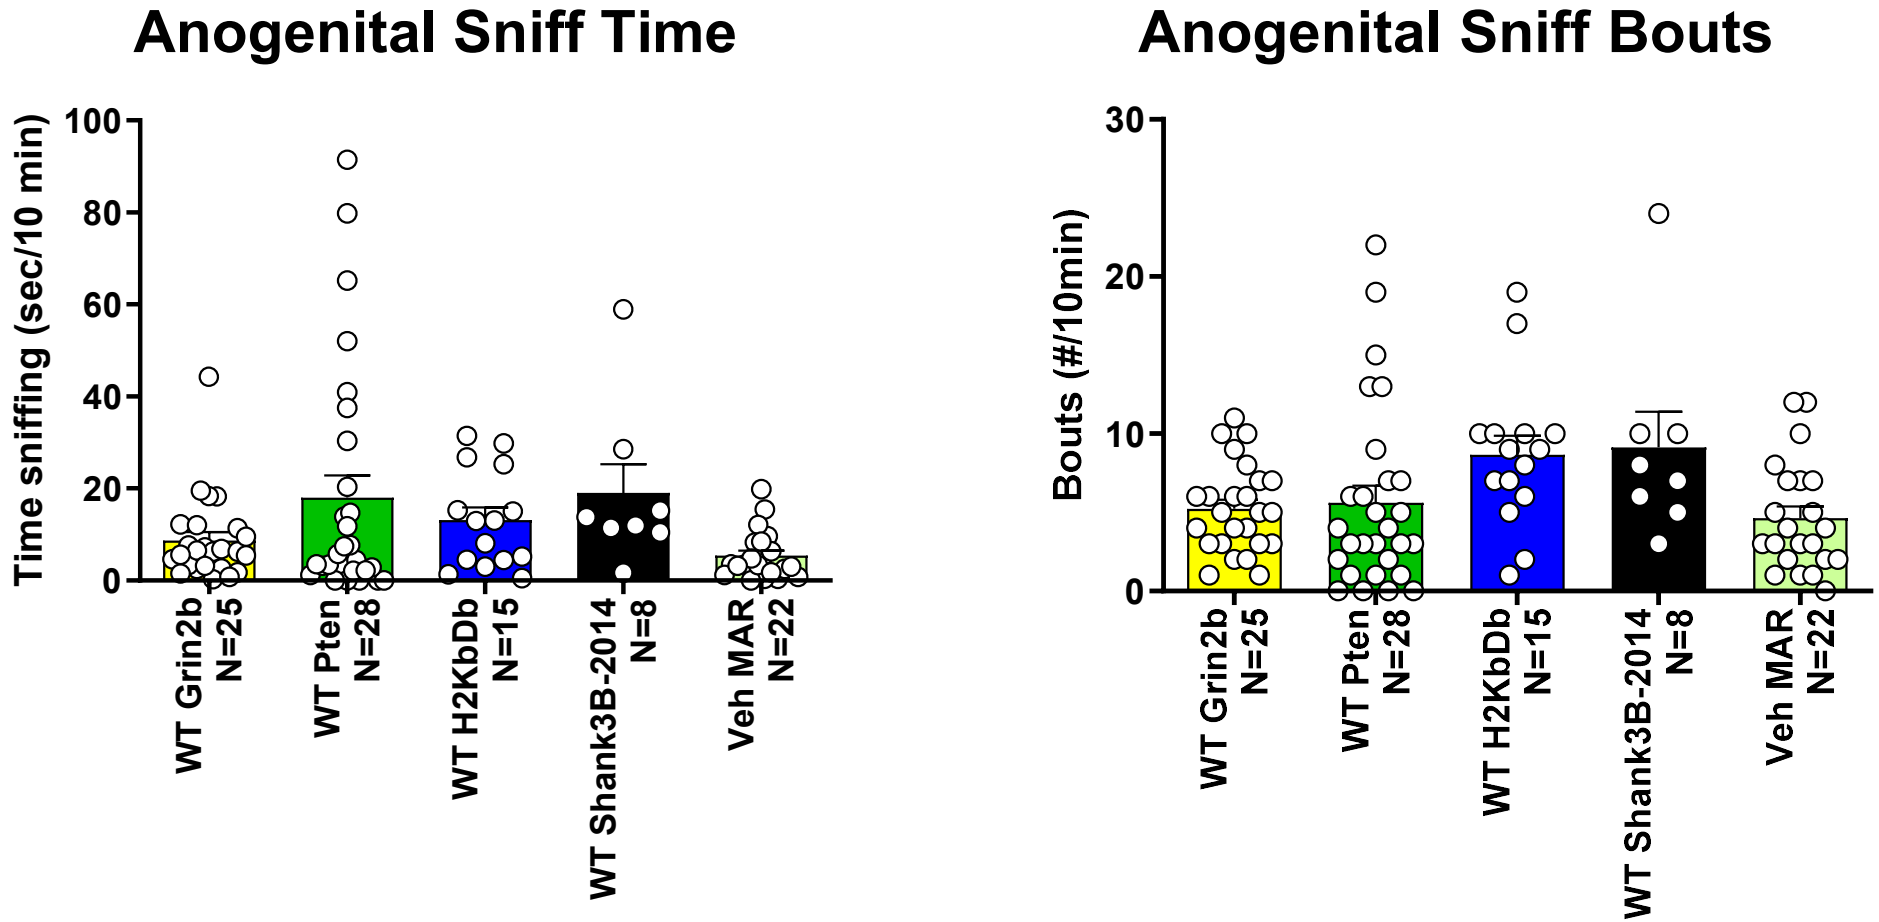 Anogenital Sniff Time
Time sniffing (sec/10 min)
100
80
60
40
20
0
WT Grin2b
N=25
WT Pten
N=28
WT H2KbDb
N=15
WT Shank3B-2014
N=8
Veh MAR
N=22
Anogenital Sniff Bouts
Bouts (#/10min)
30
20
10
0
WT Grin2b
N=25
WT Pten
N=28
WT H2KbDb
N=15
WT Shank3B-2014
N=8
Veh MAR
N=22